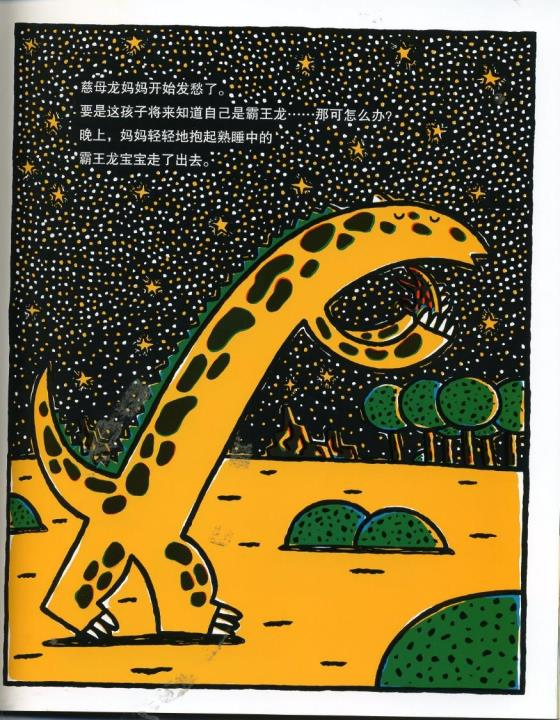 慈母龙妈妈开始发愁了。
要是这孩子将来知道自己是霸王龙……那可怎么办?
晚上，妈妈轻轻地抱起熟睡中的
霸王龙宝宝走了出去。